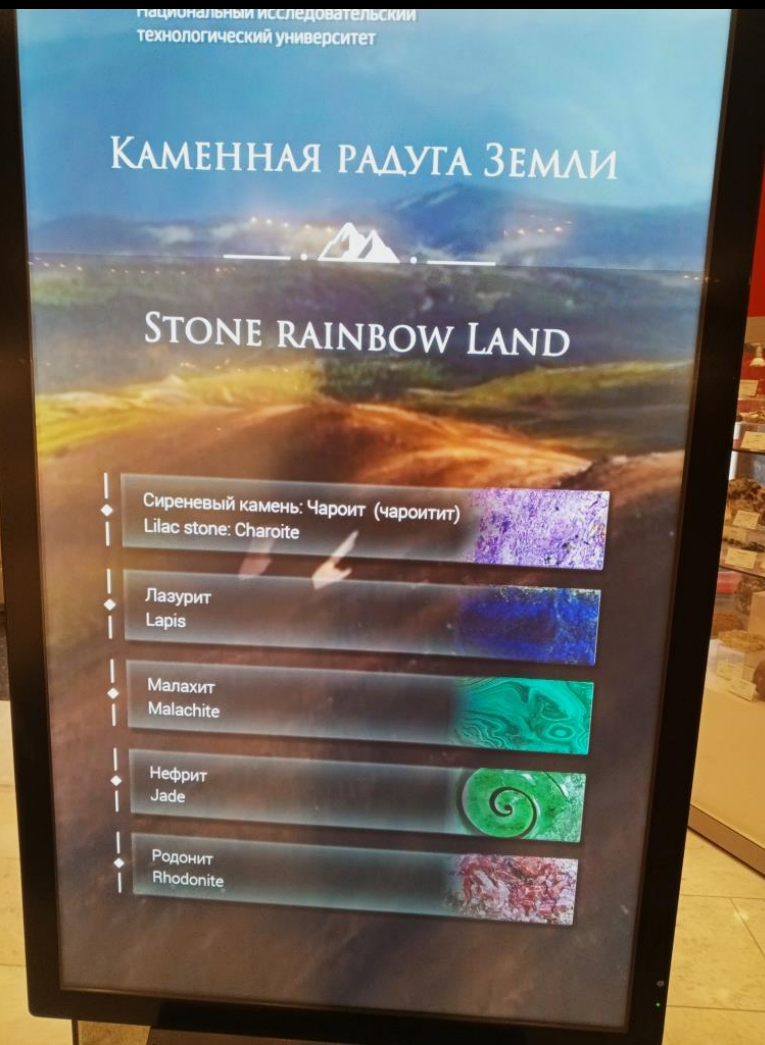 Национальный исследовательский
технологический университет
Каменная радуга Земли
Stone rainbow Land
Сиреневый камень: Чароит (чароитит)
Lilac stone: Charoite
Лазурит
Lapis
Малахит
Malachite
Нефрит
Jade
Родонит
Rhodonite